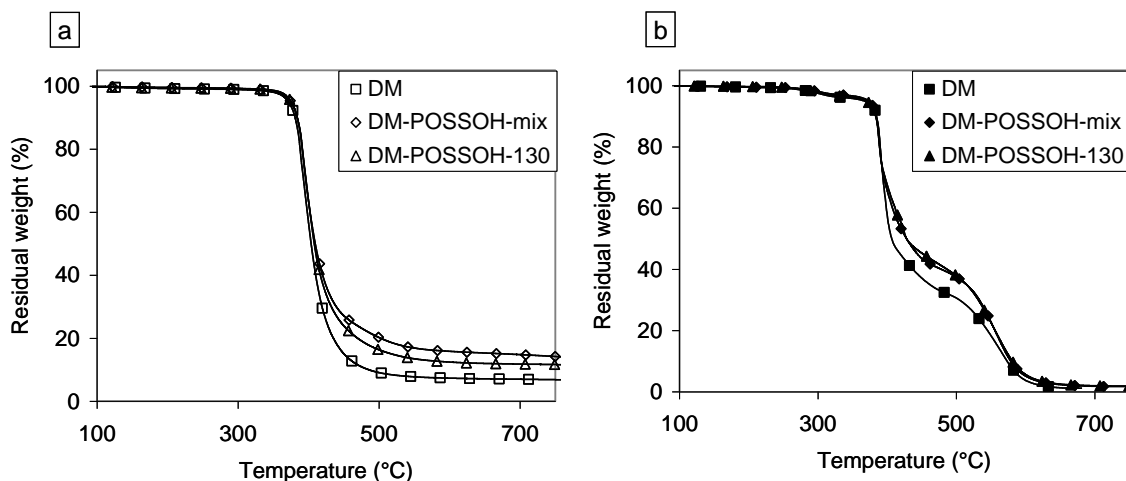 a
100
80
60
40
20
0
Residual weight (%)
DM
DM-POSSOH-mix
DM-POSSOH-130
100 300 500 700
Temperature (°C)
b
100
80
60
40
20
0
Residual weight (%)
DM
DM-POSSOH-mix
DM-POSSOH-130
100 300 500 700
Temperature (°C)